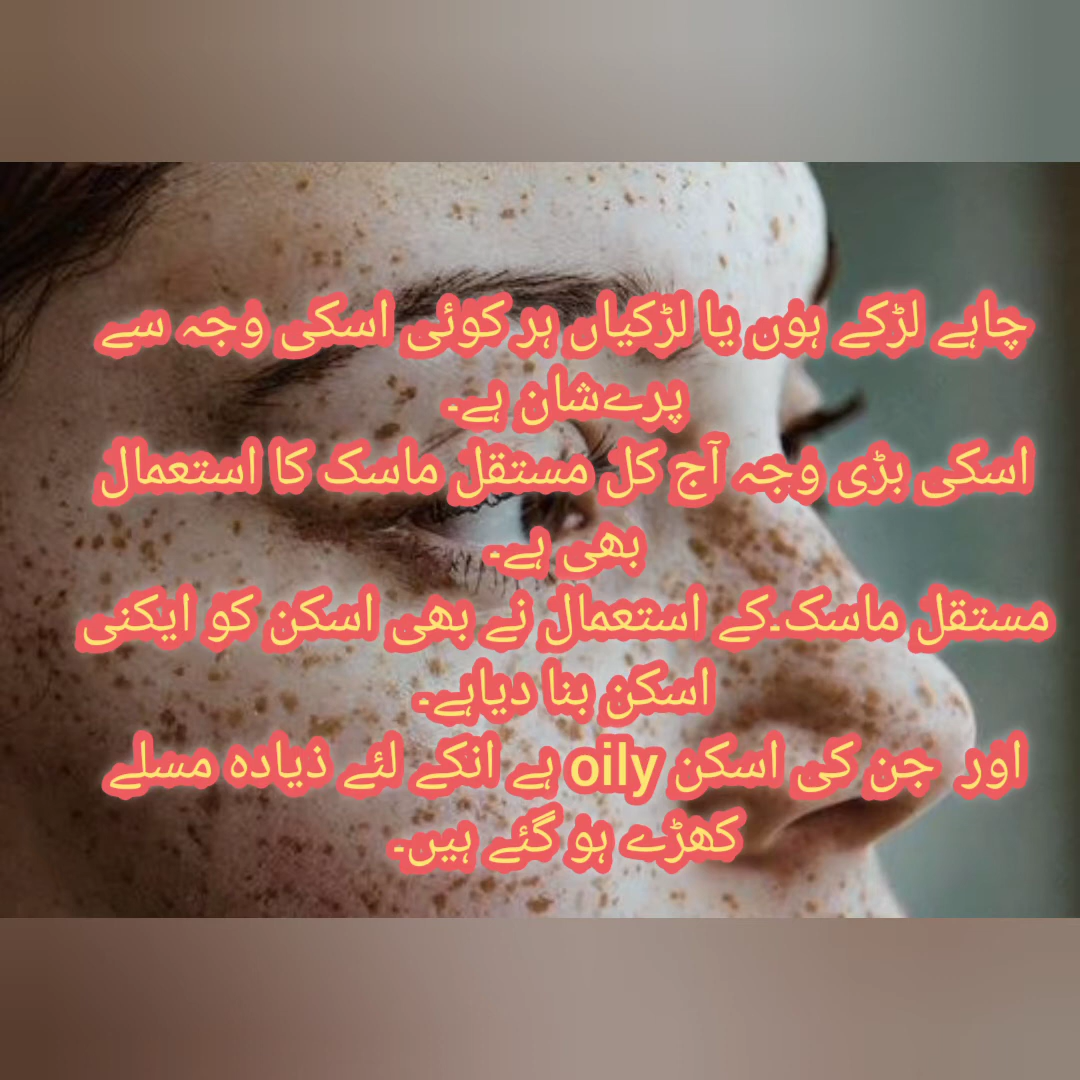 چاہے لڑکے ہوں یا لڑکیاں ہر کوئی اسکی وجہ سے
پرےشان ہے۔
اسکی بڑی وجہ آج کل مستقل ماسک کا استعمال
بھی ہے۔
مستقل ماسک۔کے استعمال نے بھی اسکن کو ایکنی
اسکن بنا دیاہے۔
اور جن کی اسکن oily ہے انکے لئے ذیادہ مسلے
کھڑے ہو گئے ہیں۔